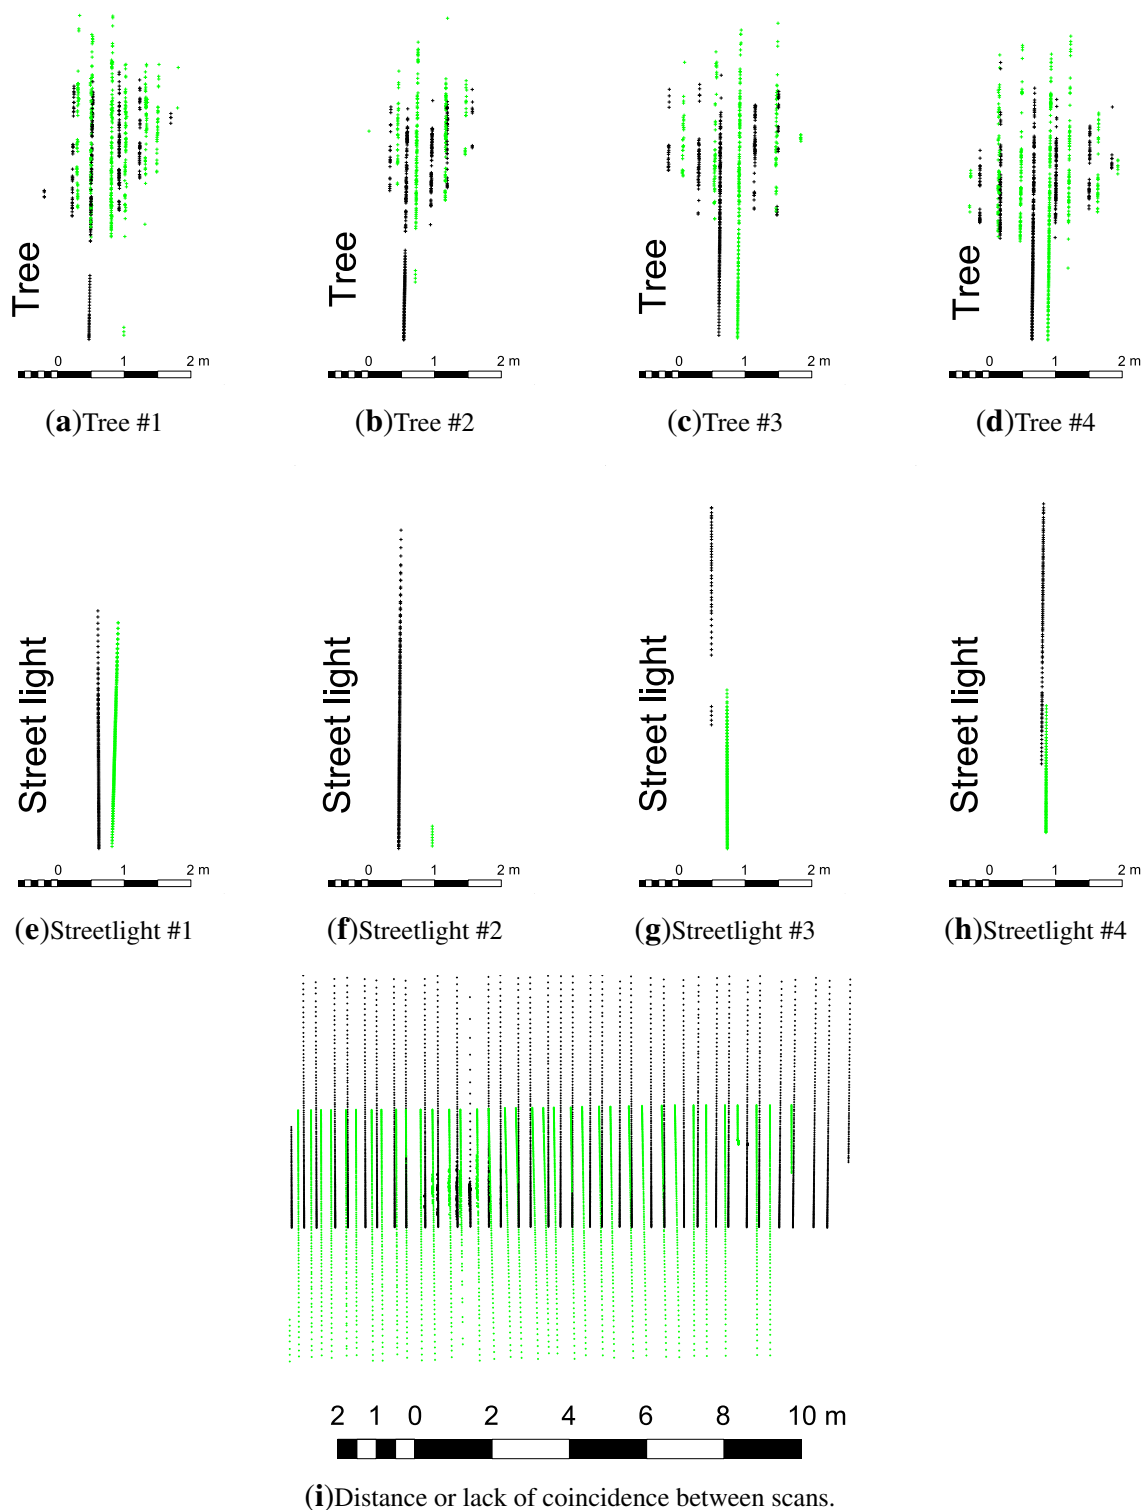 Tree
Tree
Tree
Tree
0 1 2 m
0 1 2 m
0 1 2 m
0 1 2 m
(a)Tree #1
(b)Tree #2
(c)Tree #3
(d)Tree #4
Street light
Street light
Street light
Street light
0 1 2 m
0 1 2 m
0 1 2 m
0 1 2 m
(e)Streetlight #1
(f)Streetlight #2
(g)Streetlight #3
(h)Streetlight #4
2 1 0 2 4 6 8 10 m
(i)Distance or lack of coincidence between scans.